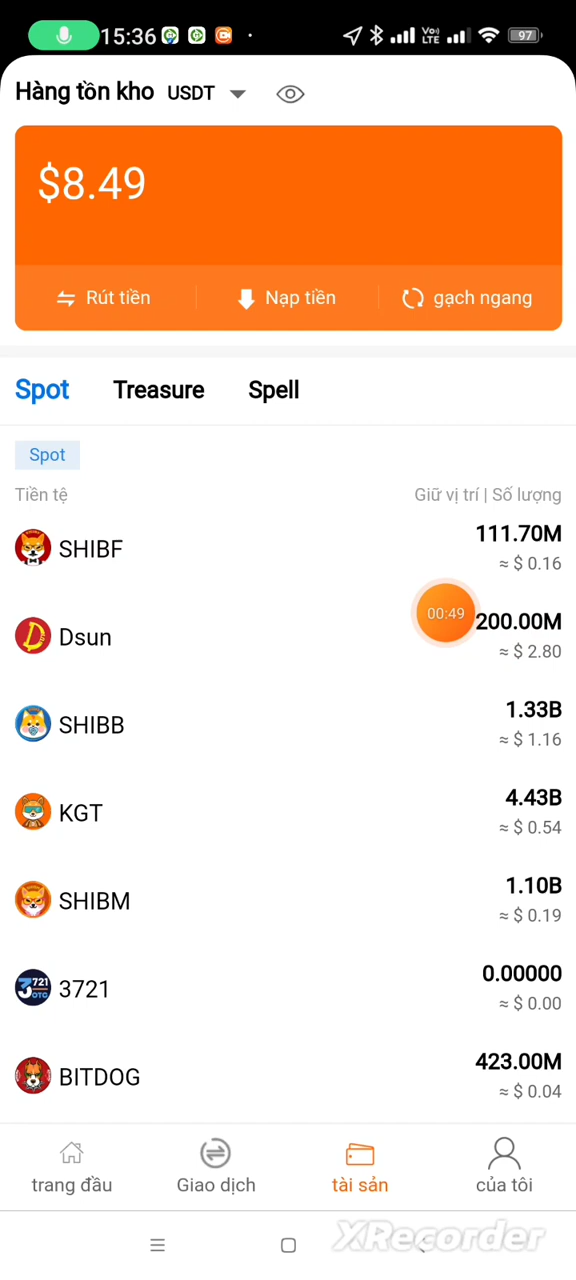 15:36 Vo) LTE 97
Hàng tồn kho USDT
$8.49
Rút tiền Nạp tiền gạch ngang
Spot Treasure Spell
Spot
Tiền tệ Giữ vị trí | Số lượng
SHIBF 111.70M
≈ $ 0.16
00:49
Dsun 200.00M
≈ $ 2.80
SHIBB 1.33B
≈ $ 1.16
KGT 4.43B
≈ $ 0.54
SHIBM 1.10B
≈ $ 0.19
3721 0.00000
≈ $ 0.00
BITDOG 423.00M
≈ $ 0.04
trang đầu Giao dịch tài sản của tôi
XRecorder